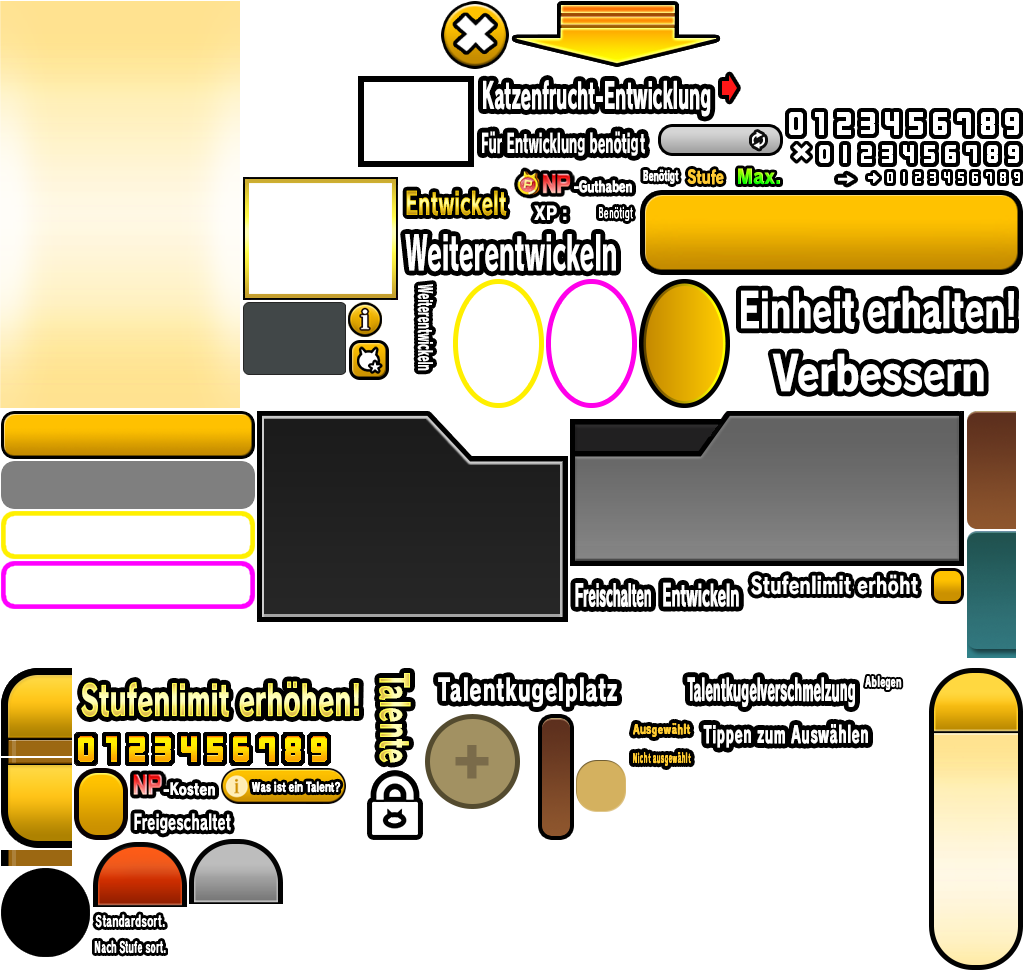 Katzenfrucht-Entwicklung
Für Entwicklung benötigt
0123456789
×0123456789
0123456789
Benötigt Stufe Max.
NP-Guthaben
XP: Benötigt
Entwickelt
Weiterentwickeln
Weiterentwickeln
Einheit erhalten!
Verbessern
Freischalten Entwickeln Stufenlimit erhöht
Stufenlimit erhöhen!
0123456789
NP-Kosten
Was ist ein Talent?
Freigeschaltet
Talente
Talentkugelplatz
Talentkugelverschmelzung Ablegen
Ausgewählt
Tippen zum Auswählen
Nicht ausgewählt
Standardsort.
Nach Stufe sort.